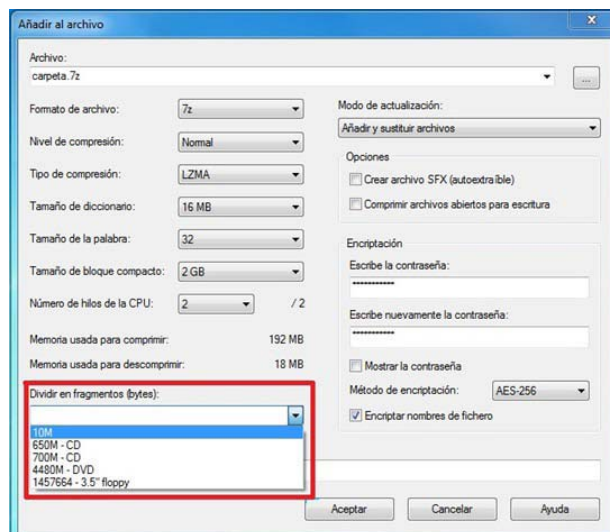 Añadir al archivo
x
Archivo:
carpeta.7z
...
Formato de archivo:
7z
Nivel de compresión:
Normal
Tipo de compresión:
LZMA
Tamaño de diccionario:
16 MB
Tamaño de la palabra:
32
Tamaño de bloque compacto:
2 GB
Número de hilos de la CPU:
2
/ 2
Memoria usada para comprimir:
192 MB
Memoria usada para descomprimir:
18 MB
Dividir en fragmentos (bytes):
10M
650M - CD
700M - CD
4480M - DVD
1457664 - 3.5" floppy
Modo de actualización:
Añadir y sustituir archivos
Opciones
Crear archivo SFX (autoextraíble)
Comprimir archivos abiertos para escritura
Encriptación
Escribe la contraseña:
***********
Escribe nuevamente la contraseña:
***********
Mostrar la contraseña
Método de encriptación:
AES-256
Encriptar nombres de fichero
Aceptar
Cancelar
Ayuda